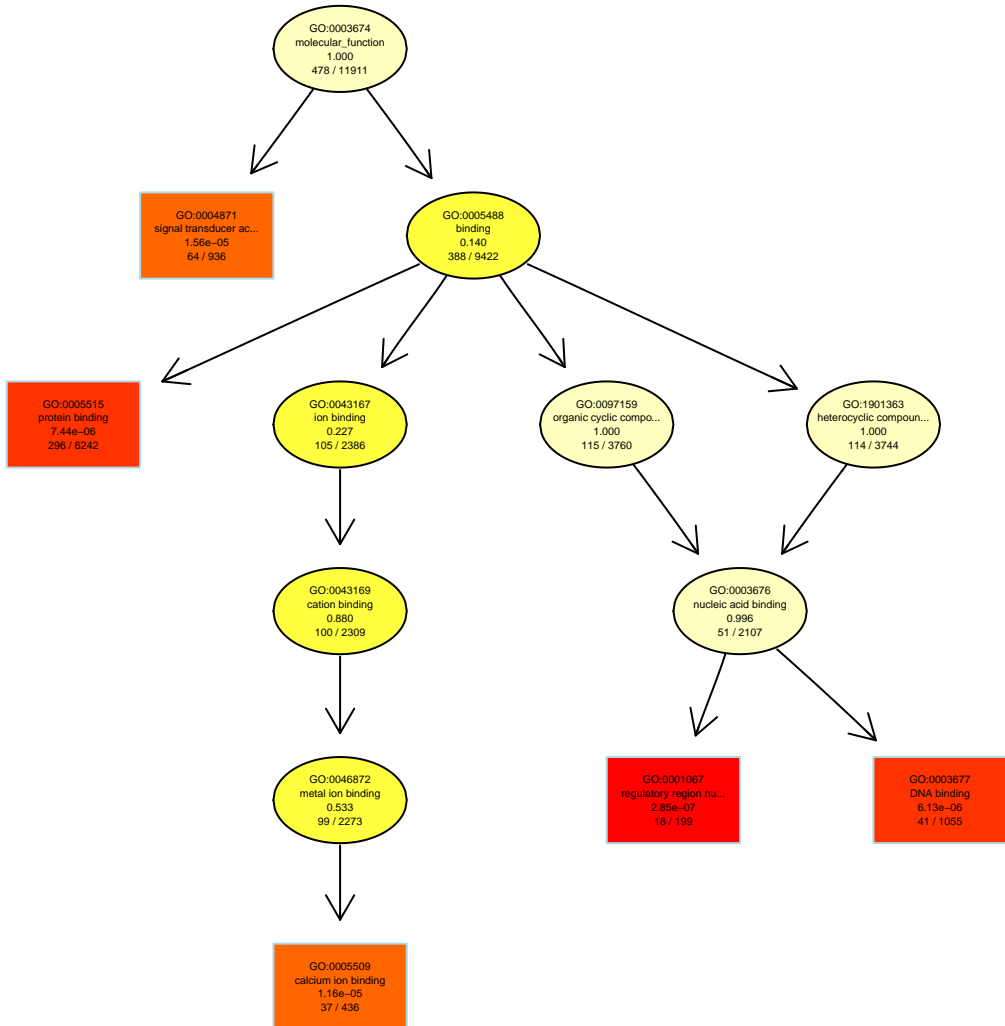 GO:0003674
molecular_function
1.000
478 / 11911
GO:0004871
signal transducer ac...
1.56e−05
64 / 936
GO:0005488
binding
0.140
388 / 9422
GO:0005515
protein binding
7.44e−06
296 / 6242
GO:0043167
ion binding
0.227
105 / 2386
GO:0097159
organic cyclic compo...
1.000
115 / 3760
GO:1901363
heterocyclic compoun...
1.000
114 / 3744
GO:0043169
cation binding
0.880
100 / 2309
GO:0003676
nucleic acid binding
0.996
51 / 2107
GO:0046872
metal ion binding
0.533
99 / 2273
GO:0001067
regulatory region nu...
2.85e−07
18 / 199
GO:0003677
DNA binding
6.13e−06
41 / 1055
GO:0005509
calcium ion binding
1.16e−05
37 / 436